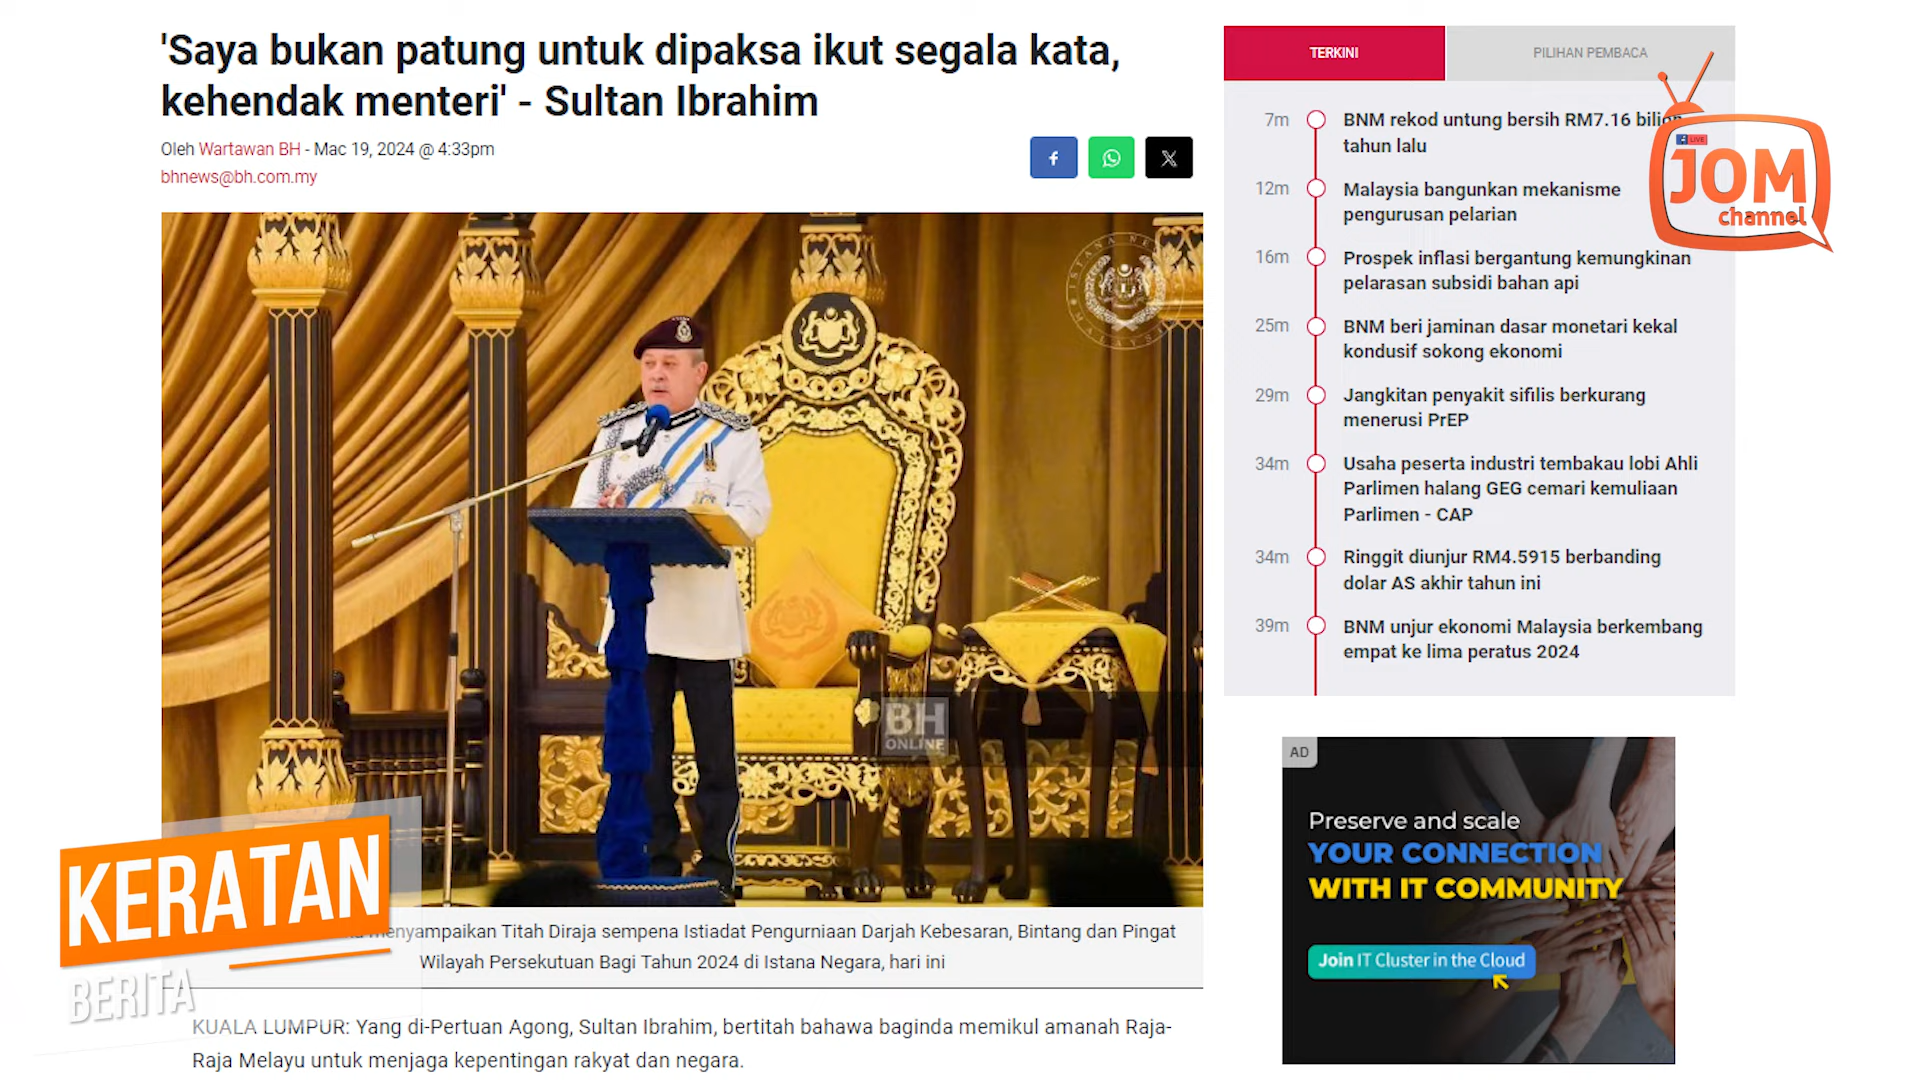 'Saya bukan patung untuk dipaksa ikut segala kata,
kehendak menteri' - Sultan Ibrahim
Oleh Wartawan BH - Mac 19, 2024 @ 4:33pm
bhnews@bh.com.my
ISTANA NEGARA
MALAYSIA
BH
ONLINE
menyampaikan Titah Diraja sempena Istiadat Pengurniaan Darjah Kebesaran, Bintang dan Pingat
Wilayah Persekutuan Bagi Tahun 2024 di Istana Negara, hari ini
KUALA LUMPUR: Yang di-Pertuan Agong, Sultan Ibrahim, bertitah bahawa baginda memikul amanah Raja-
Raja Melayu untuk menjaga kepentingan rakyat dan negara.
KERATAN
BERITA
TERKINI
PILIHAN PEMBACA
7m
BNM rekod untung bersih RM7.16 bilion
tahun lalu
12m
Malaysia bangunkan mekanisme
pengurusan pelarian
16m
Prospek inflasi bergantung kemungkinan
pelarasan subsidi bahan api
25m
BNM beri jaminan dasar monetari kekal
kondusif sokong ekonomi
29m
Jangkitan penyakit sifilis berkurang
menerusi PrEP
34m
Usaha peserta industri tembakau lobi Ahli
Parlimen halang GEG cemari kemuliaan
Parlimen - CAP
34m
Ringgit diunjur RM4.5915 berbanding
dolar AS akhir tahun ini
39m
BNM unjur ekonomi Malaysia berkembang
empat ke lima peratus 2024
LIVE
JOM
channel
AD
Preserve and scale
YOUR CONNECTION
WITH IT COMMUNITY
Join IT Cluster in the Cloud